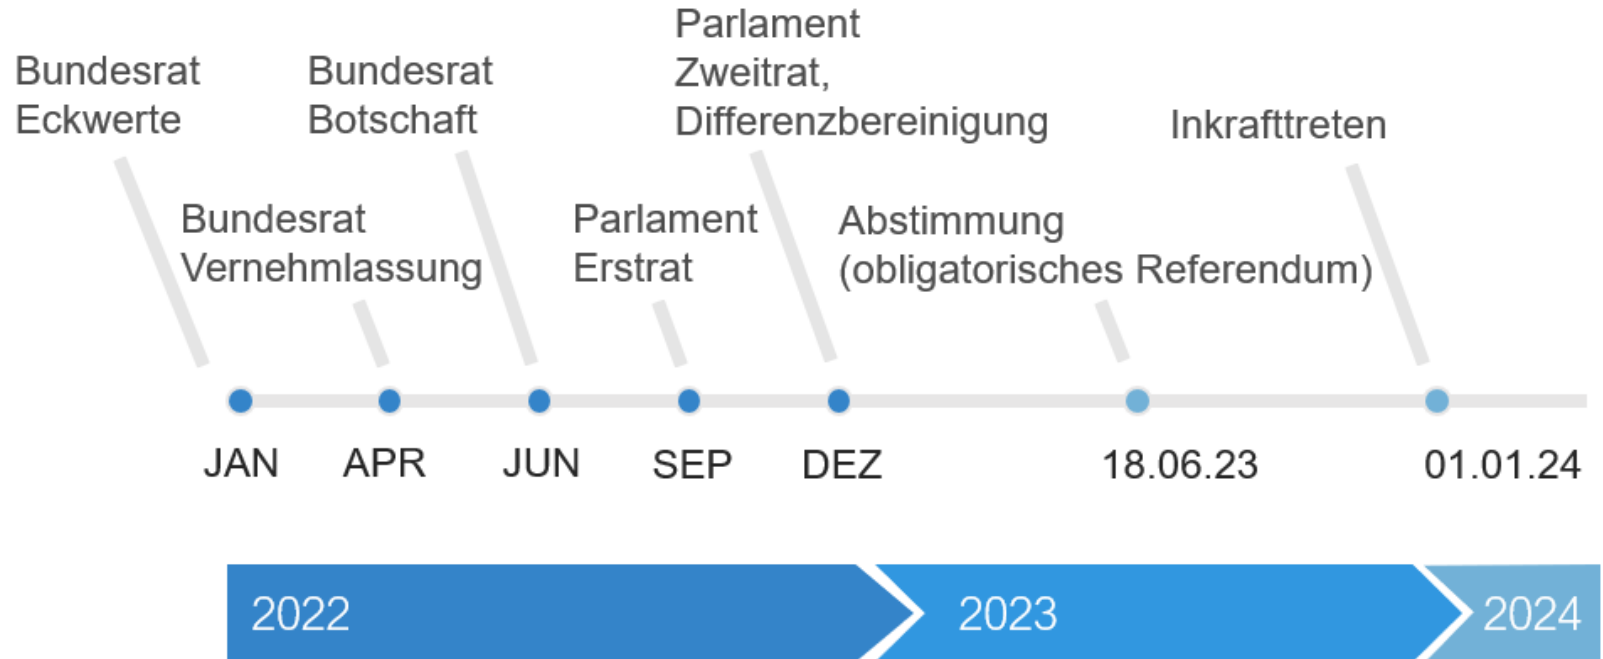 Bundesrat
Eckwerte
Bundesrat
Vernehmlassung
Bundesrat
Botschaft
Parlament
Erstrat
Parlament
Zweitrat,
Differenzbereinigung
Abstimmung
(obligatorisches Referendum)
Inkrafttreten
JAN
APR
JUN
SEP
DEZ
18.06.23
01.01.24
2022
2023
2024